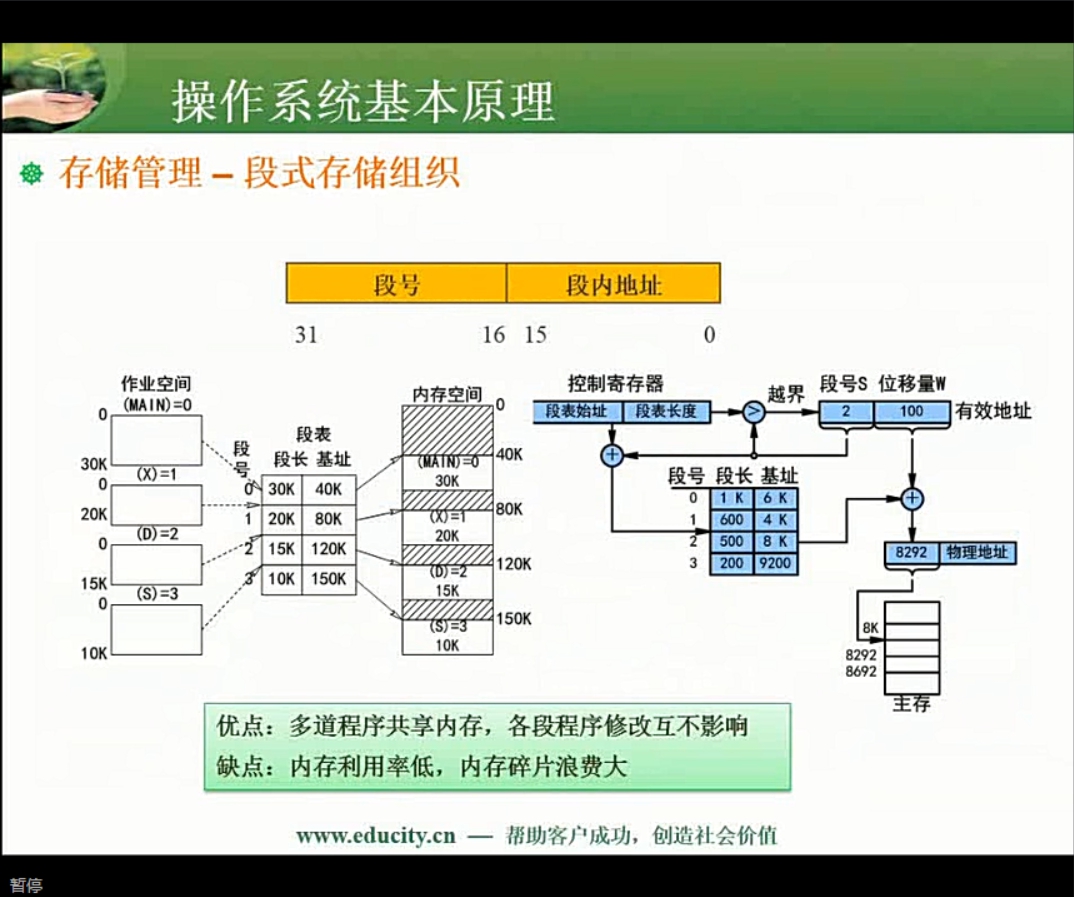 操作系统基本原理
存储管理 – 段式存储组织
段号 段内地址
31 16 15 0
作业空间
(MAIN)=0
0
30K
(X)=1
0
20K
(D)=2
0
15K
(S)=3
0
10K
段表
段号 段长 基址
0 30K 40K
1 20K 80K
2 15K 120K
3 10K 150K
内存空间
0
40K
(MAIN)=0
30K
80K
(X)=1
20K
120K
(D)=2
15K
150K
(S)=3
10K
控制寄存器
段表始址 段表长度
>
越界
段号S 位移量W
2 100 有效地址
+
段号 段长 基址
0 1 K 6 K
1 600 4 K
2 500 8 K
3 200 9200
+
8292 物理地址
8K
8292
8692
主存
优点：多道程序共享内存，各段程序修改互不影响
缺点：内存利用率低，内存碎片浪费大
www.educity.cn — 帮助客户成功，创造社会价值
暂停